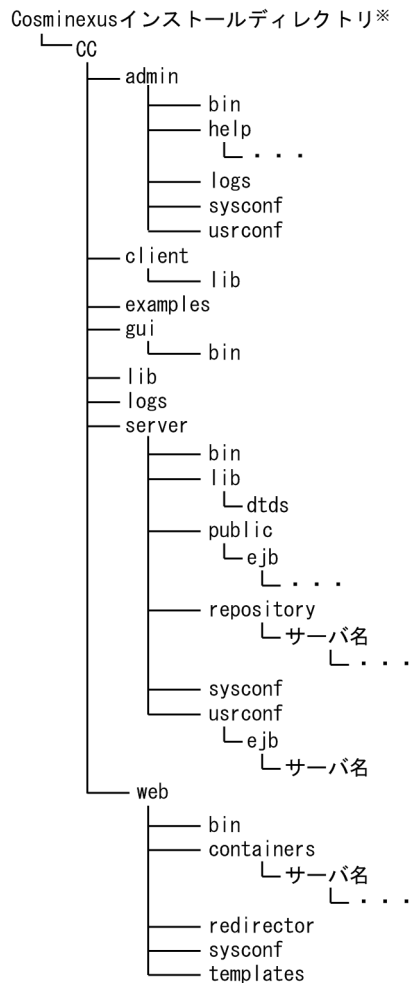 Cosminexusインストールディレクトリ※
CC
admin
bin
help
・・・
logs
sysconf
usrconf
client
lib
examples
gui
bin
lib
logs
server
bin
lib
dtds
public
ejb
・・・
repository
サーバ名
・・・
sysconf
usrconf
ejb
サーバ名
web
bin
containers
サーバ名
・・・
redirector
sysconf
templates